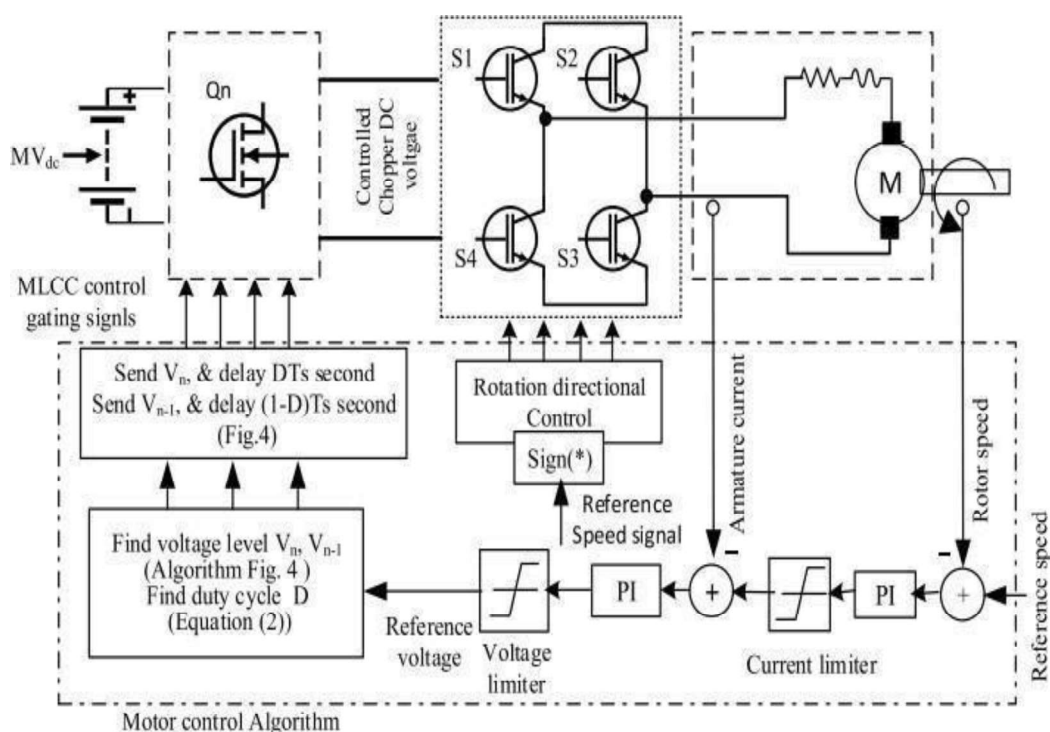 S1
S2
Qn
+
MVdc
-
Controlled
Chopper DC
voltgae
M
S4
S3
MLCC control
gating signls
Send Vn, & delay DTs second
Send Vn-1, & delay (1-D)Ts second
(Fig.4)
Rotation directional
Control
Sign(*)
Armature current
Rotor speed
Reference
Speed signal
Find voltage level Vn, Vn-1
(Algorithm Fig. 4 )
Find duty cycle D
(Equation (2))
Reference
voltage
Voltage
limiter
PI
-
+
Current limiter
PI
-
+
Reference speed
Motor control Algorithm